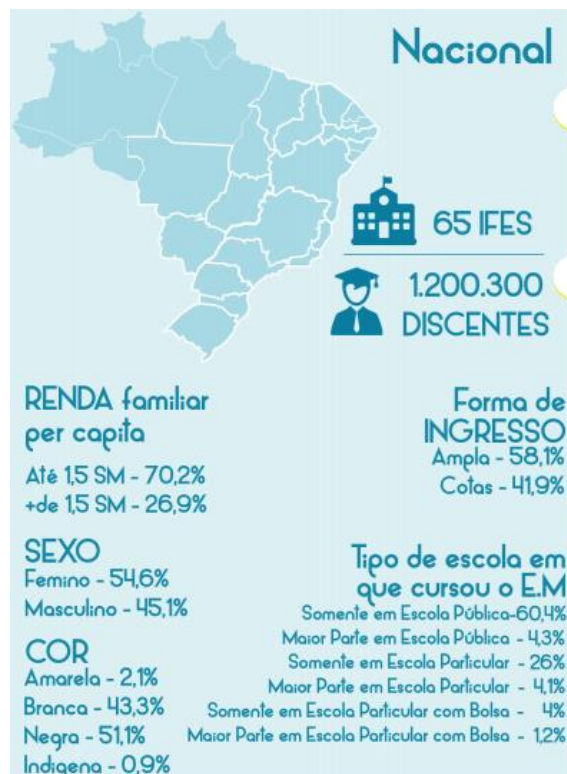 Nacional
65 IFES
1.200.300
DISCENTES
RENDA familiar
per capita
Até 1,5 SM - 70,2%
+de 1,5 SM - 26,9%
Forma de
INGRESSO
Ampla - 58,1%
Cotas - 41,9%
SEXO
Femino - 54,6%
Masculino - 45,1%
COR
Amarela - 2,1%
Branca - 43,3%
Negra - 51,1%
Indigena - 0,9%
Tipo de escola em
que cursou o E.M
Somente em Escola Pública-60,4%
Maior Parte em Escola Pública - 4,3%
Somente em Escola Particular - 26%
Maior Parte em Escola Particular - 4,1%
Somente em Escola Particular com Bolsa - 4%
Maior Parte em Escola Particular com Bolsa - 1,2%